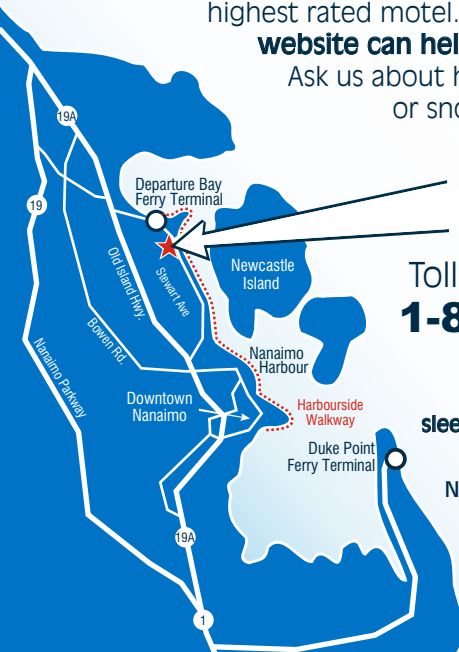 highest rated motel.
website can hel
Ask us about h
or sno
19A
Departure Bay
Ferry Terminal
19
Old Island Hwy.
Stewart Ave
Newcastle
Island
Toll
1-8
Bowen Rd.
Nanaimo Parkway
Nanaimo
Harbour
Downtown
Nanaimo
Harbourside
Walkway
slee
Duke Point
Ferry Terminal
N
19A
1